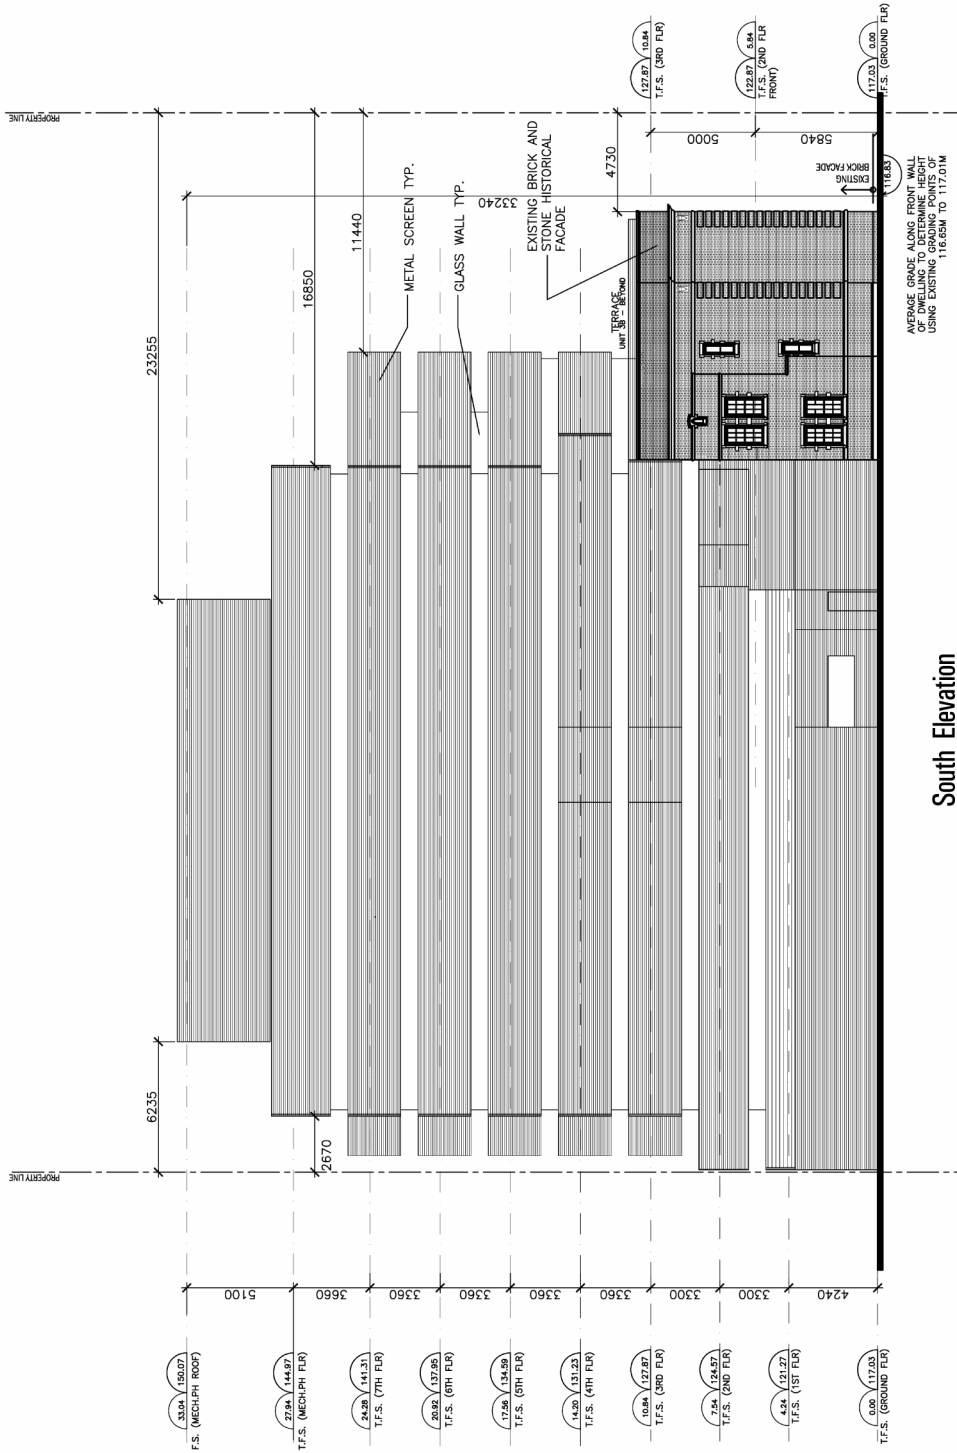 PROPERTY LINE
PROPERTY LINE
6235
23255
2670
16850
11440
4730
33240
METAL SCREEN TYP.
GLASS WALL TYP.
EXISTING BRICK AND
STONE HISTORICAL
FACADE
TERRACE
UNIT 3B - BEYOND
33.04 150.07
F.S. (MECH.PH ROOF)
5100
27.94 144.97
T.F.S. (MECH.PH FLR)
3660
24.28 141.31
T.F.S. (7TH FLR)
3360
20.92 137.95
T.F.S. (6TH FLR)
3360
17.56 134.59
T.F.S. (5TH FLR)
3360
14.20 131.23
T.F.S. (4TH FLR)
3360
10.84 127.87
T.F.S. (3RD FLR)
3300
7.54 124.57
T.F.S. (2ND FLR)
3300
4.24 121.27
T.F.S. (1ST FLR)
4240
0.00 117.03
T.F.S. (GROUND FLR)
127.87 10.84
T.F.S. (3RD FLR)
5000
122.87 5.84
T.F.S. (2ND FLR
FRONT)
5840
117.03 0.00
T.F.S. (GROUND FLR)
EXISTING
BRICK FACADE
116.83
AVERAGE GRADE ALONG FRONT WALL
OF DWELLING TO DETERMINE HEIGHT
USING EXISTING GRADING POINTS OF
116.65M TO 117.01M
South Elevation